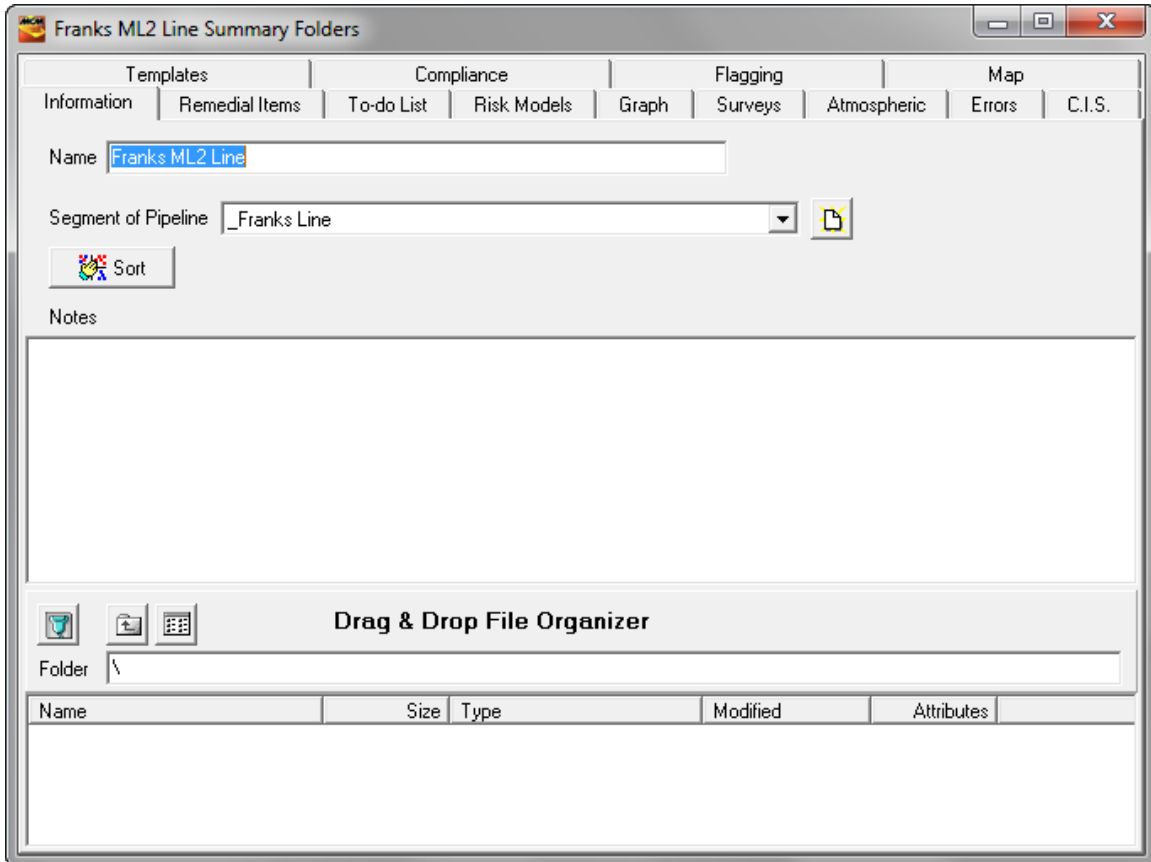 Franks ML2 Line Summary Folders
Templates Compliance Flagging Map
Information Remedial Items To-do List Risk Models Graph Surveys Atmospheric Errors C.I.S.
Name Franks ML2 Line
Segment of Pipeline _Franks Line
Sort
Notes
Drag & Drop File Organizer
Folder \
Name Size Type Modified Attributes